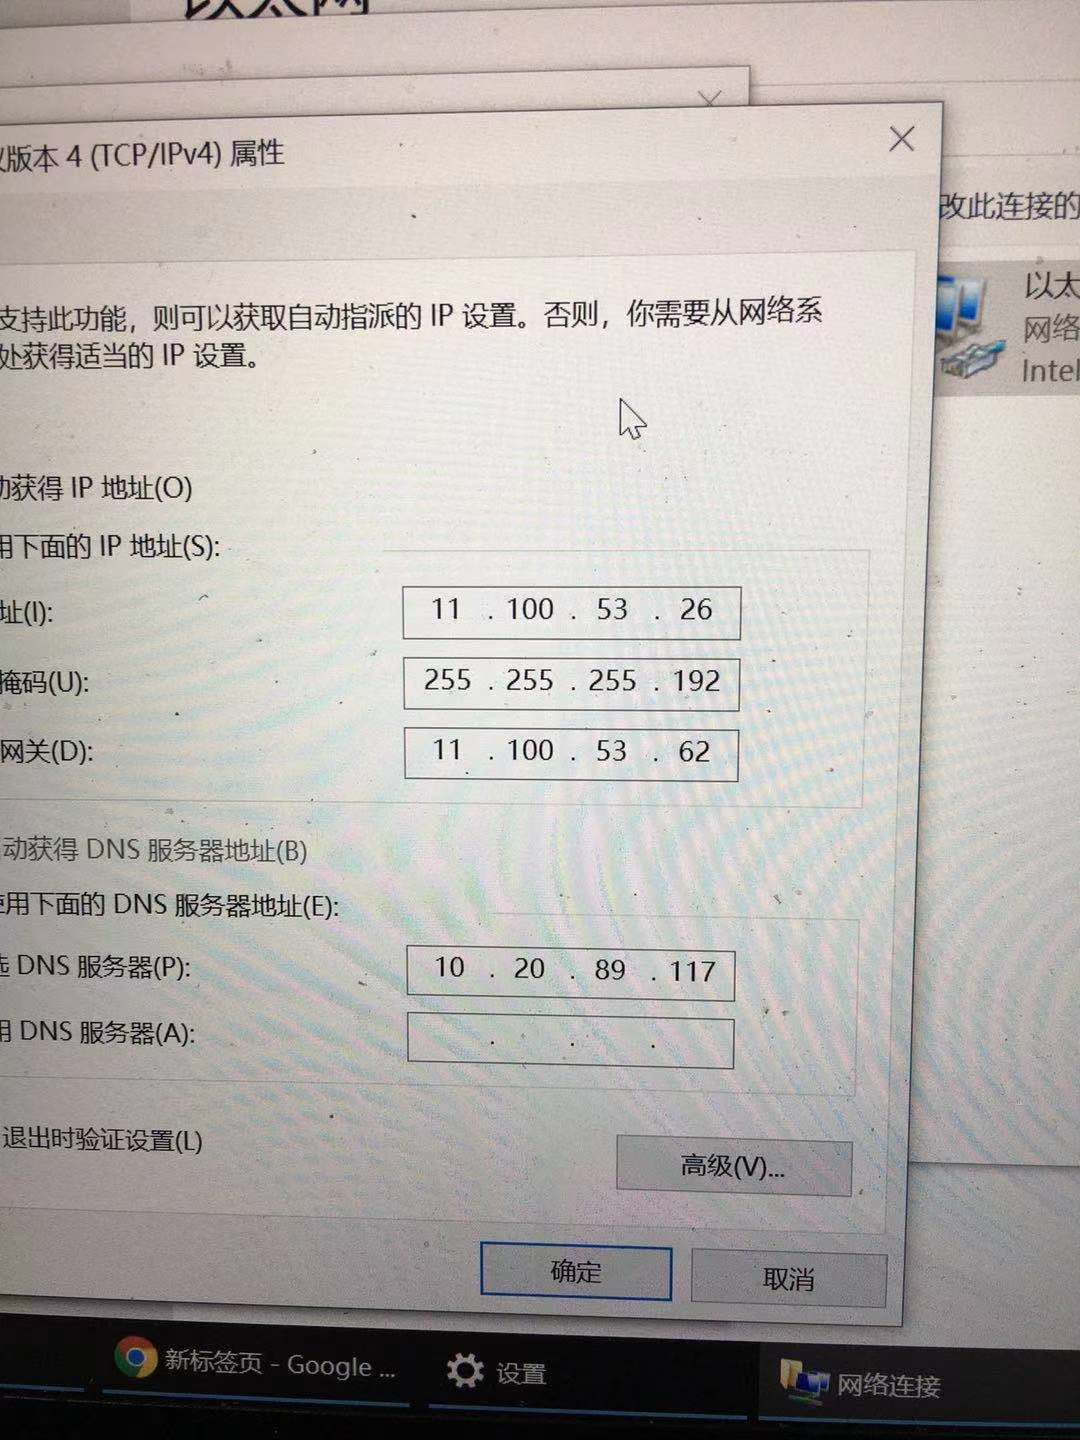 以太网
版本 4 (TCP/IPv4) 属性
改此连接的
支持此功能，则可以获取自动指派的 IP 设置。否则，你需要从网络系
处获得适当的 IP 设置。
以太
网络
Intel
动获得 IP 地址(O)
用下面的 IP 地址(S):
址(I): 11 . 100 . 53 . 26
掩码(U): 255 . 255 . 255 . 192
网关(D): 11 . 100 . 53 . 62
动获得 DNS 服务器地址(B)
使用下面的 DNS 服务器地址(E):
选 DNS 服务器(P): 10 . 20 . 89 . 117
用 DNS 服务器(A): . . .
退出时验证设置(L)
高级(V)...
确定 取消
新标签页 - Google ... 设置 网络连接